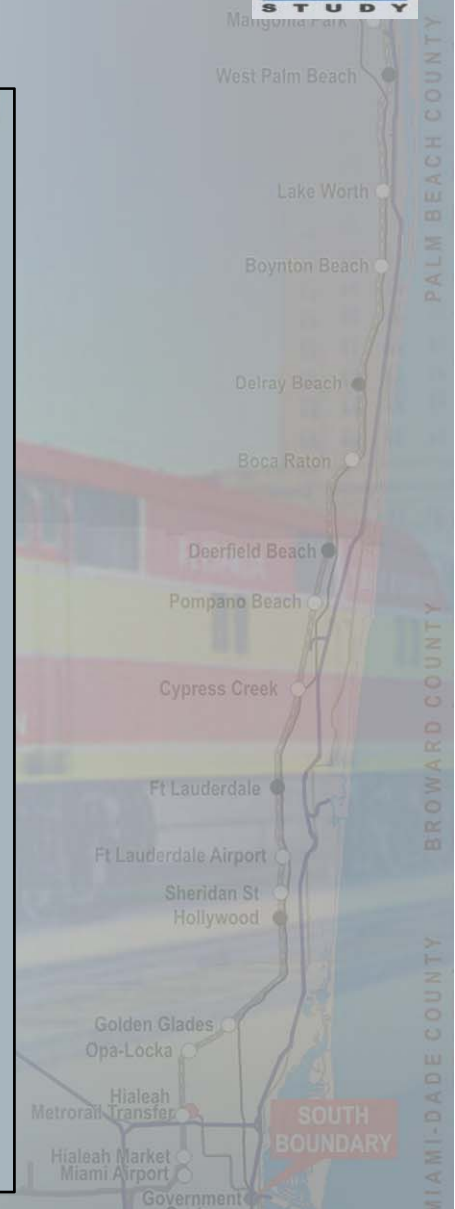 STUDY
Mangonia Park
West Palm Beach
Lake Worth
Boynton Beach
Delray Beach
Boca Raton
Deerfield Beach
Pompano Beach
Cypress Creek
Ft Lauderdale
Ft Lauderdale Airport
Sheridan St
Hollywood
Golden Glades
Opa-Locka
Hialeah
Metrorail Transfer
Hialeah Market
Miami Airport
Government
SOUTH
BOUNDARY
PALM BEACH COUNTY
BROWARD COUNTY
MIAMI-DADE COUNTY